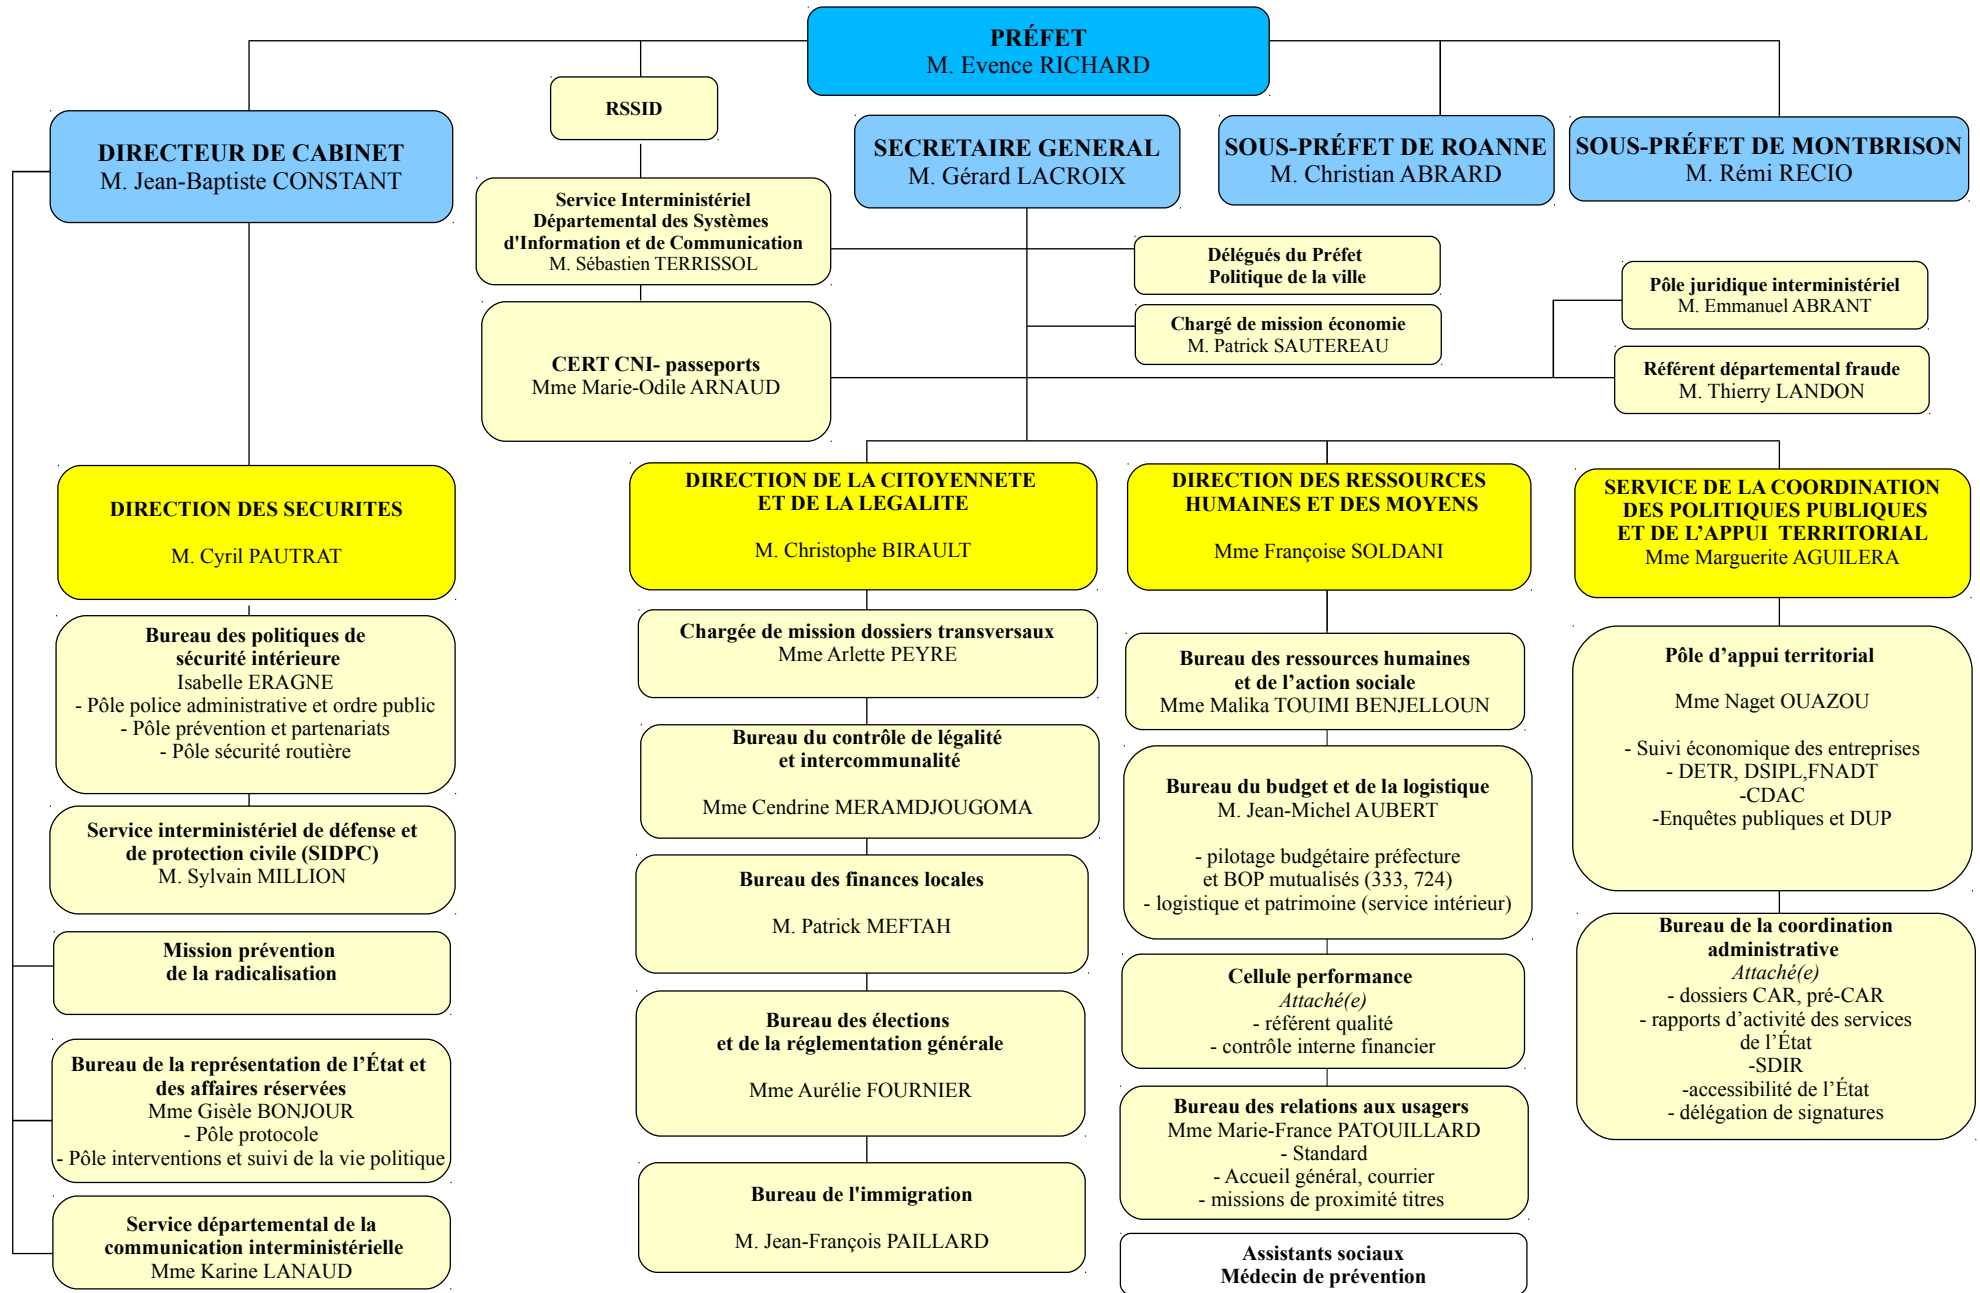 PRÉFET
M. Evence RICHARD
RSSID
DIRECTEUR DE CABINET
M. Jean-Baptiste CONSTANT
SECRETAIRE GENERAL
M. Gérard LACROIX
SOUS-PRÉFET DE ROANNE
M. Christian ABRARD
SOUS-PRÉFET DE MONTBRISON
M. Rémi RECIO
Service Interministériel
Départemental des Systèmes
d'Information et de Communication
M. Sébastien TERRISSOL
Délégués du Préfet
Politique de la ville
Pôle juridique interministériel
M. Emmanuel ABRANT
Chargé de mission économie
M. Patrick SAUTEREAU
CERT CNI- passeports
Mme Marie-Odile ARNAUD
Référent départemental fraude
M. Thierry LANDON
DIRECTION DES SECURITES
M. Cyril PAUTRAT
Bureau des politiques de
sécurité intérieure
Isabelle ERAGNE
- Pôle police administrative et ordre public
- Pôle prévention et partenariats
- Pôle sécurité routière
Service interministériel de défense et
de protection civile (SIDPC)
M. Sylvain MILLION
Mission prévention
de la radicalisation
Bureau de la représentation de l’État et
des affaires réservées
Mme Gisèle BONJOUR
- Pôle protocole
- Pôle interventions et suivi de la vie politique
Service départemental de la
communication interministérielle
Mme Karine LANAUD
DIRECTION DE LA CITOYENNETE
ET DE LA LEGALITE
M. Christophe BIRAULT
Chargée de mission dossiers transversaux
Mme Arlette PEYRE
Bureau du contrôle de légalité
et intercommunalité
Mme Cendrine MERAMDJOUGOMA
Bureau des finances locales
M. Patrick MEFTAH
Bureau des élections
et de la réglementation générale
Mme Aurélie FOURNIER
Bureau de l'immigration
M. Jean-François PAILLARD
DIRECTION DES RESSOURCES
HUMAINES ET DES MOYENS
Mme Françoise SOLDANI
Bureau des ressources humaines
et de l’action sociale
Mme Malika TOUIMI BENJELLOUN
Bureau du budget et de la logistique
M. Jean-Michel AUBERT
- pilotage budgétaire préfecture
et BOP mutualisés (333, 724)
- logistique et patrimoine (service intérieur)
Cellule performance
Attaché(e)
- référent qualité
- contrôle interne financier
Bureau des relations aux usagers
Mme Marie-France PATOUILLARD
- Standard
- Accueil général, courrier
- missions de proximité titres
Assistants sociaux
Médecin de prévention
SERVICE DE LA COORDINATION
DES POLITIQUES PUBLIQUES
ET DE L’APPUI TERRITORIAL
Mme Marguerite AGUILERA
Pôle d’appui territorial
Mme Naget OUAZOU
- Suivi économique des entreprises
- DETR, DSIPL,FNADT
-CDAC
-Enquêtes publiques et DUP
Bureau de la coordination
administrative
Attaché(e)
- dossiers CAR, pré-CAR
- rapports d’activité des services
de l’État
-SDIR
-accessibilité de l’État
- délégation de signatures